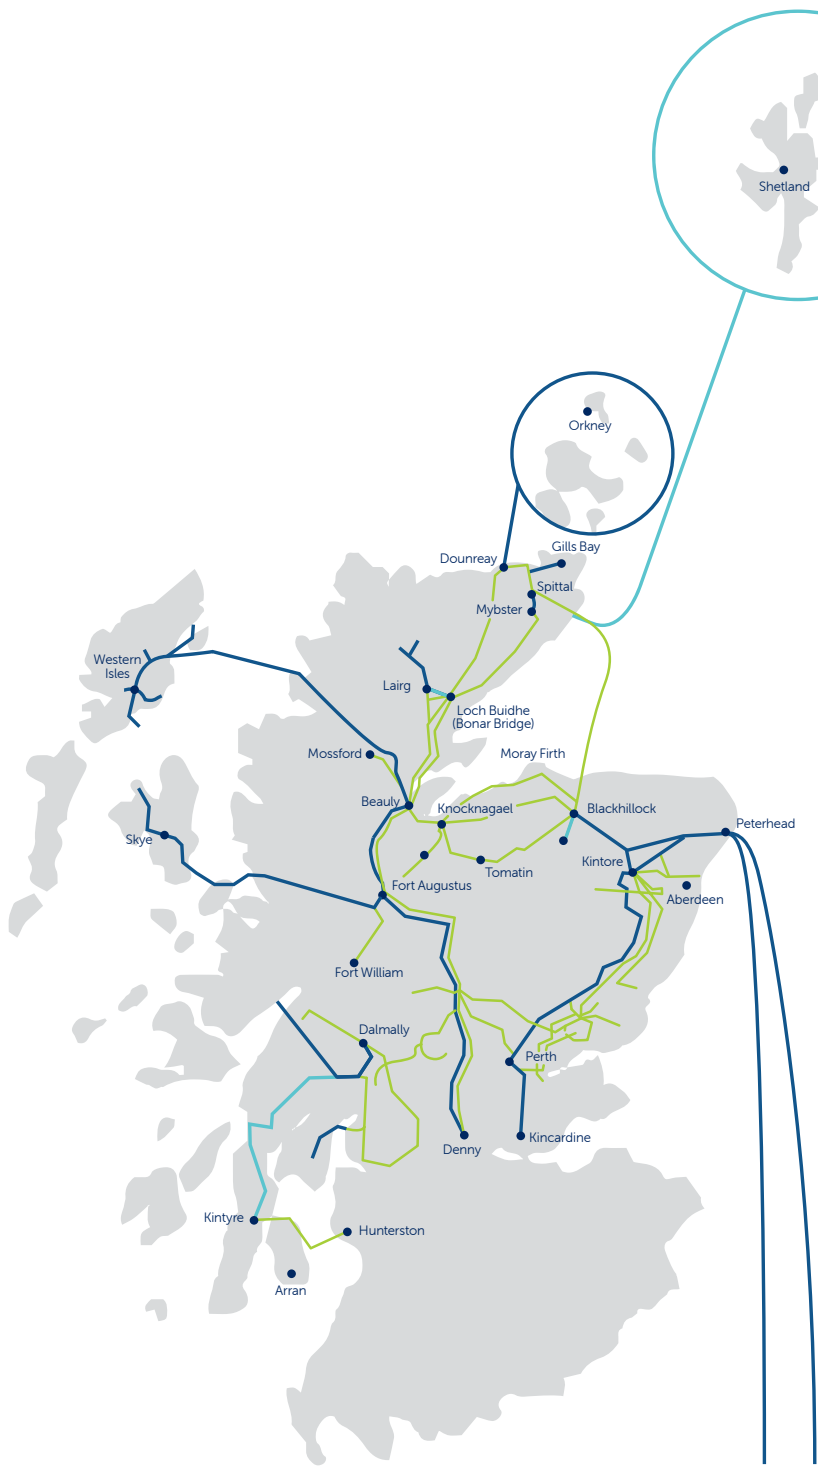 Shetland
Orkney
Gills Bay
Dounreay
Spittal
Mybster
Western
Isles
Lairg
Loch Buidhe
(Bonar Bridge)
Mossford
Moray Firth
Beauly
Knocknagael
Blackhillock
Peterhead
Skye
Kintore
Tomatin
Fort Augustus
Aberdeen
Fort William
Dalmally
Perth
Kincardine
Denny
Kintyre
Hunterston
Arran